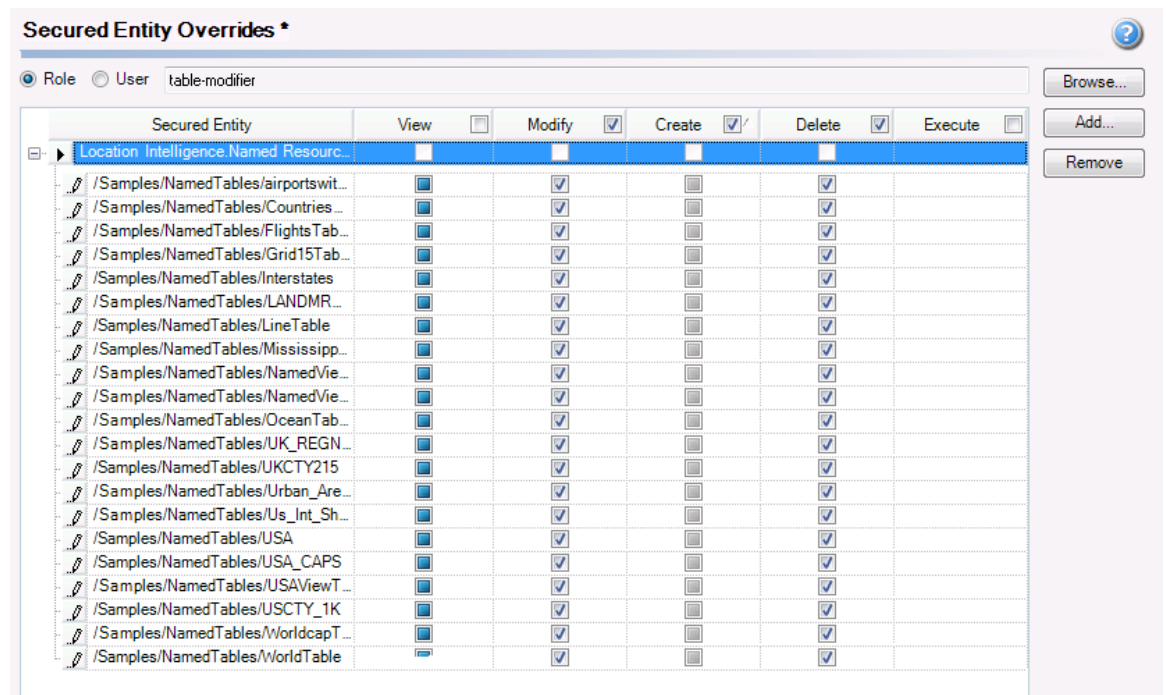 Secured Entity Overrides *
Role User table-modifier Browse...
Secured Entity View Modify Create Delete Execute Add...
Location Intelligence.Named Resourc... Remove
/Samples/NamedTables/airportswit...
/Samples/NamedTables/Countries...
/Samples/NamedTables/FlightsTab...
/Samples/NamedTables/Grid15Tab...
/Samples/NamedTables/Interstates
/Samples/NamedTables/LANDMR...
/Samples/NamedTables/LineTable
/Samples/NamedTables/Mississipp...
/Samples/NamedTables/NamedVie...
/Samples/NamedTables/NamedVie...
/Samples/NamedTables/OceanTab...
/Samples/NamedTables/UK_REGN...
/Samples/NamedTables/UKCTY215
/Samples/NamedTables/Urban_Are...
/Samples/NamedTables/Us_Int_Sh...
/Samples/NamedTables/USA
/Samples/NamedTables/USA_CAPS
/Samples/NamedTables/USAViewT...
/Samples/NamedTables/USCTY_1K
/Samples/NamedTables/WorldcapT...
/Samples/NamedTables/WorldTable